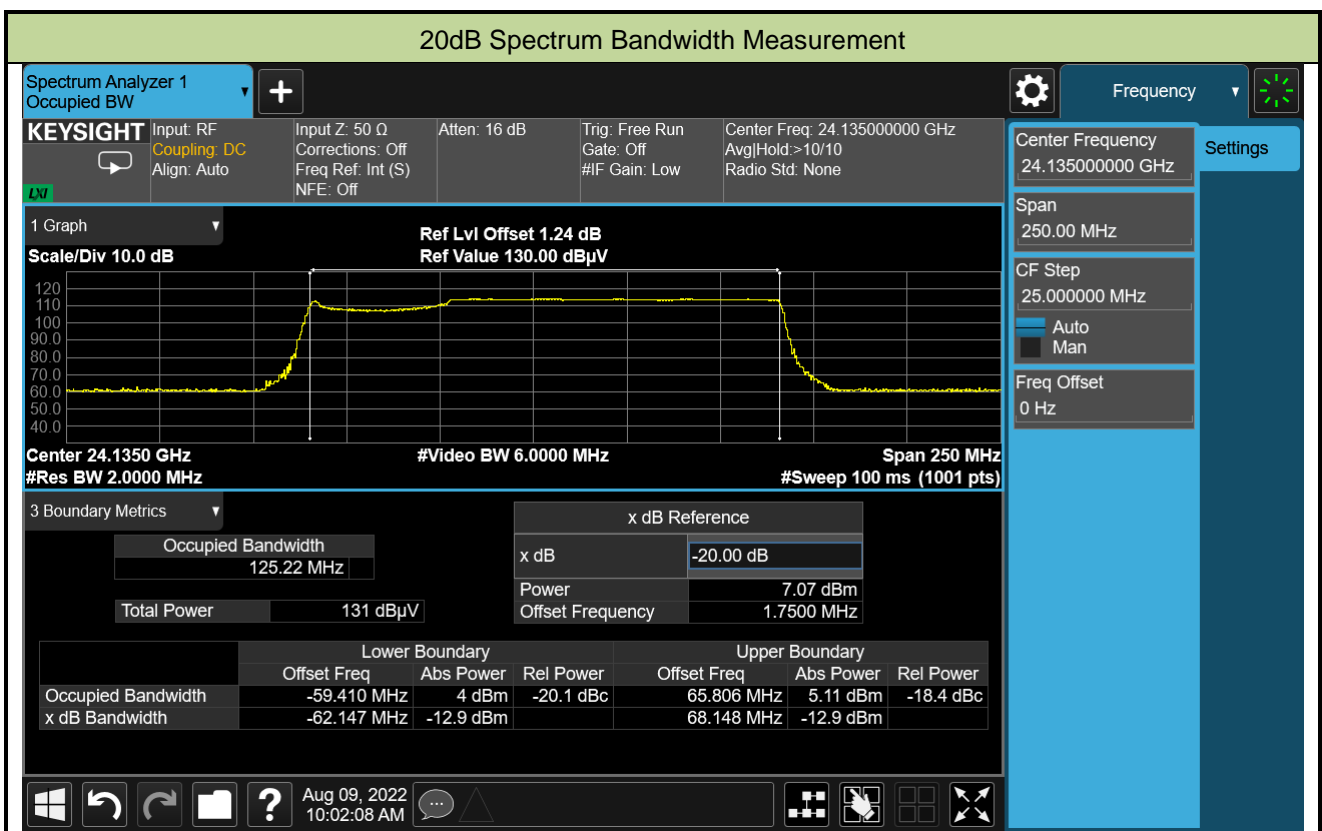 20dB Spectrum Bandwidth Measurement
Spectrum Analyzer 1
Occupied BW
Frequency
KEYSIGHT
LXI
Input: RF
Coupling: DC
Align: Auto
Input Z: 50 Ω
Corrections: Off
Freq Ref: Int (S)
NFE: Off
Atten: 16 dB
Trig: Free Run
Gate: Off
#IF Gain: Low
Center Freq: 24.135000000 GHz
Avg|Hold:>10/10
Radio Std: None
Center Frequency
24.135000000 GHz
Settings
Span
250.00 MHz
CF Step
25.000000 MHz
Auto
Man
Freq Offset
0 Hz
1 Graph
Scale/Div 10.0 dB
Ref Lvl Offset 1.24 dB
Ref Value 130.00 dBµV
120
110
100
90.0
80.0
70.0
60.0
50.0
40.0
Center 24.1350 GHz #Video BW 6.0000 MHz Span 250 MHz
#Res BW 2.0000 MHz #Sweep 100 ms (1001 pts)
3 Boundary Metrics
Occupied Bandwidth
125.22 MHz
Total Power 131 dBµV
x dB Reference
x dB -20.00 dB
Power 7.07 dBm
Offset Frequency 1.7500 MHz
Lower Boundary Upper Boundary
Offset Freq Abs Power Rel Power Offset Freq Abs Power Rel Power
Occupied Bandwidth -59.410 MHz 4 dBm -20.1 dBc 65.806 MHz 5.11 dBm -18.4 dBc
x dB Bandwidth -62.147 MHz -12.9 dBm 68.148 MHz -12.9 dBm
?
Aug 09, 2022
10:02:08 AM